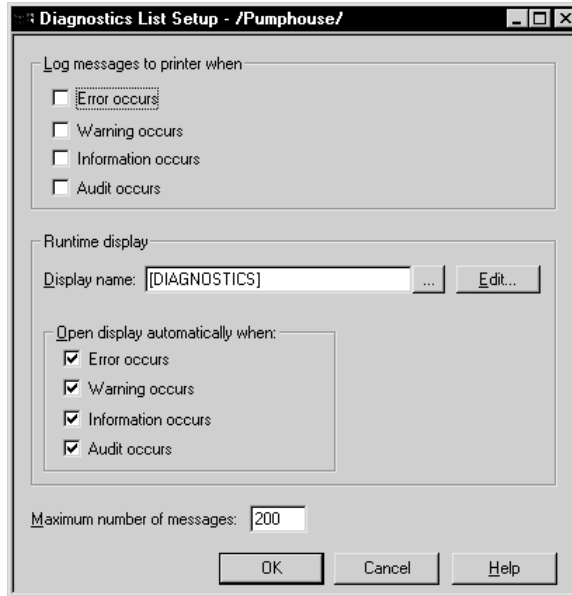 Diagnostics List Setup - /Pumphouse/
Log messages to printer when
Error occurs
Warning occurs
Information occurs
Audit occurs
Runtime display
Display name: [DIAGNOSTICS] ... Edit...
Open display automatically when:
Error occurs
Warning occurs
Information occurs
Audit occurs
Maximum number of messages: 200
OK Cancel Help